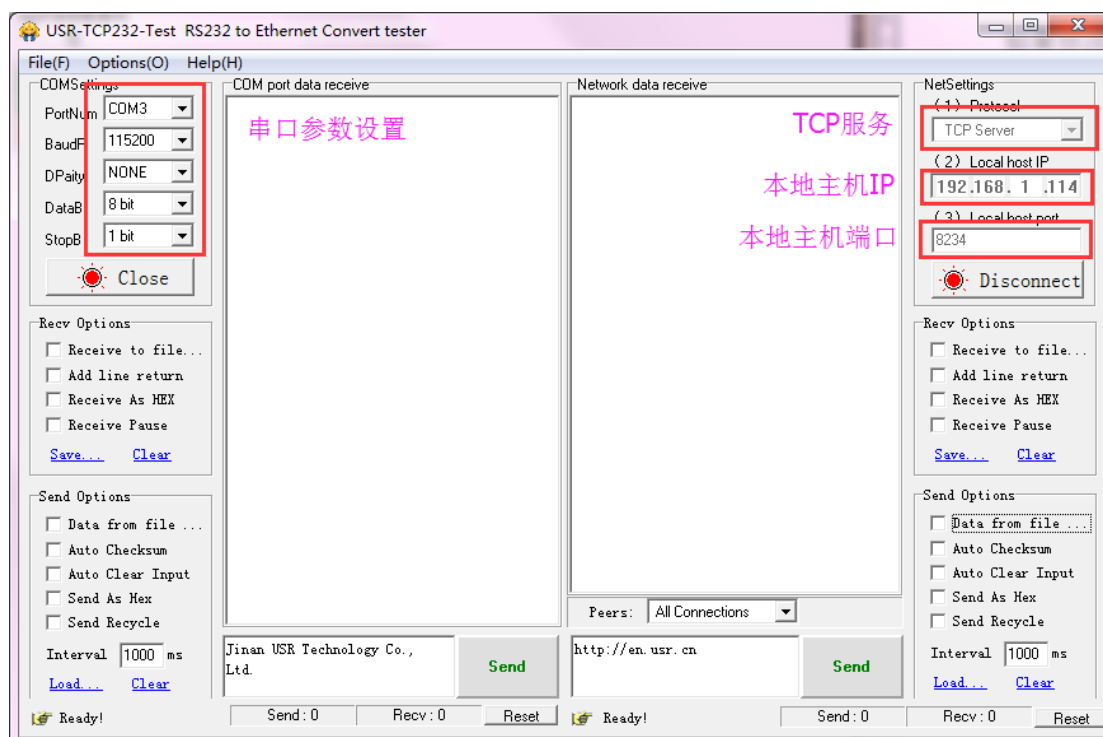 USR-TCP232-Test RS232 to Ethernet Convert tester
File(F) Options(O) Help(H)
COMSettings
PortNum COM3
BaudR 115200
DPaity NONE
DataB 8 bit
StopB 1 bit
Close
Recv Options
Receive to file...
Add line return
Receive As HEX
Receive Pause
Save... Clear
Send Options
Data from file ...
Auto Checksum
Auto Clear Input
Send As Hex
Send Recycle
Interval 1000 ms
Load... Clear
Ready!
COM port data receive
串口参数设置
Jinan USR Technology Co.,
Ltd.
Send
Send : 0 Recv : 0 Reset
Network data receive
TCP服务
本地主机IP
本地主机端口
Peers: All Connections
http://en.usr.cn
Send
Ready! Send : 0 Recv : 0 Reset
NetSettings
(1) Protocol
TCP Server
(2) Local host IP
192.168. 1 .114
(3) Local host port
8234
Disconnect
Recv Options
Receive to file...
Add line return
Receive As HEX
Receive Pause
Save... Clear
Send Options
Data from file ...
Auto Checksum
Auto Clear Input
Send As Hex
Send Recycle
Interval 1000 ms
Load... Clear